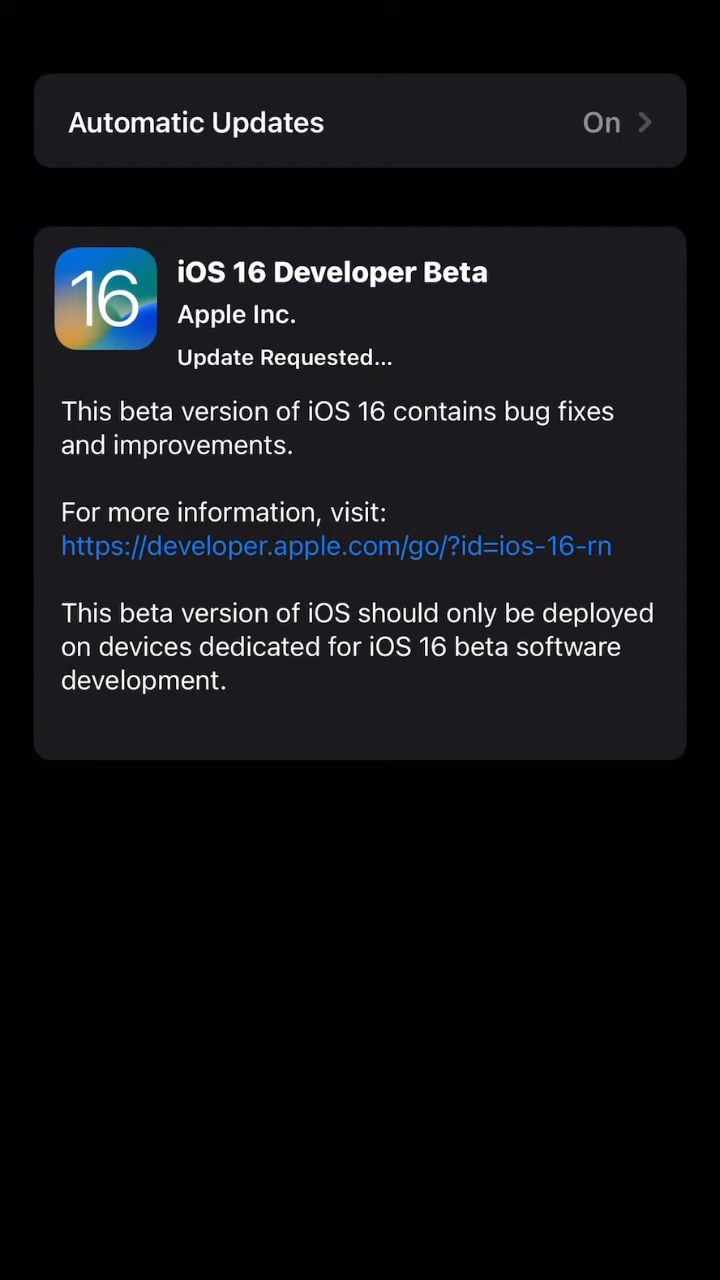 Automatic Updates On
16
iOS 16 Developer Beta
Apple Inc.
Update Requested...
This beta version of iOS 16 contains bug fixes
and improvements.
For more information, visit:
https://developer.apple.com/go/?id=ios-16-rn
This beta version of iOS should only be deployed
on devices dedicated for iOS 16 beta software
development.